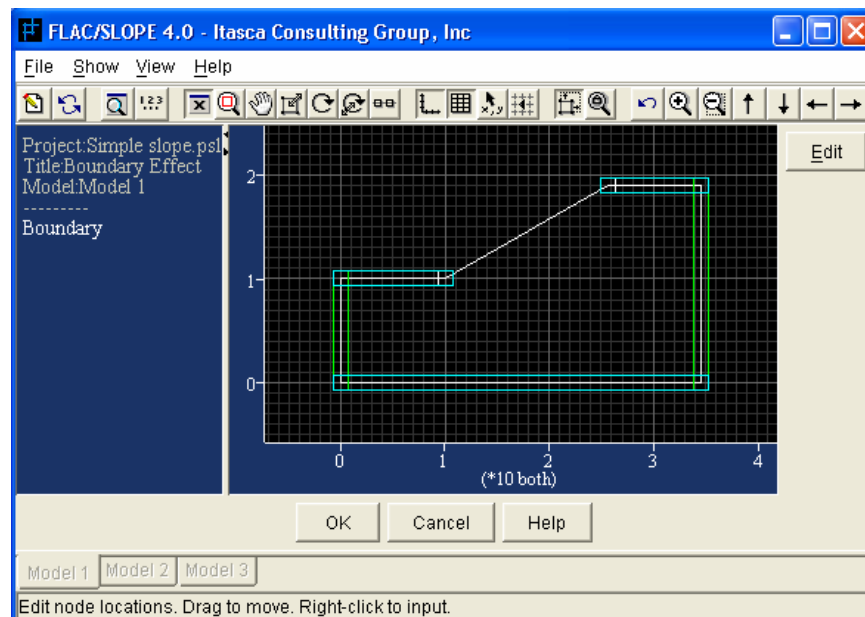 FLAC/SLOPE 4.0 - Itasca Consulting Group, Inc
File Show View Help
123
x,y
Project:Simple slope.psl
Title:Boundary Effect
Model:Model 1
---------
Boundary
Edit
2
1
0
0 1 2 3 4
(*10 both)
OK Cancel Help
Model 1 Model 2 Model 3
Edit node locations. Drag to move. Right-click to input.